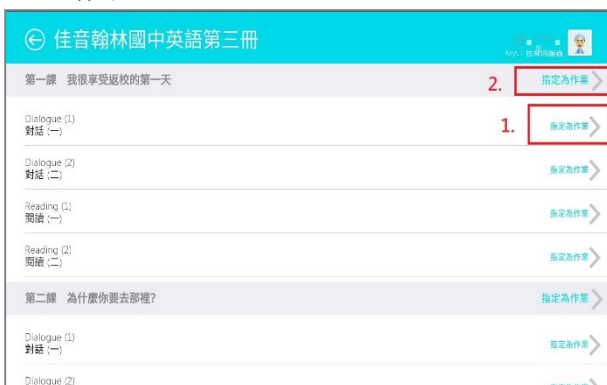 佳音翰林國中英語第三冊
第一課 我很享受返校的第一天
2. 指定為作業
Dialogue (1)
對話 (一)
1. 指定為作業
Dialogue (2)
對話 (二)
指定為作業
Reading (1)
閱讀 (一)
指定為作業
Reading (2)
閱讀 (二)
指定為作業
第二課 為什麼你要去那裡?
指定為作業
Dialogue (1)
對話 (一)
指定為作業
Dialogue (2)